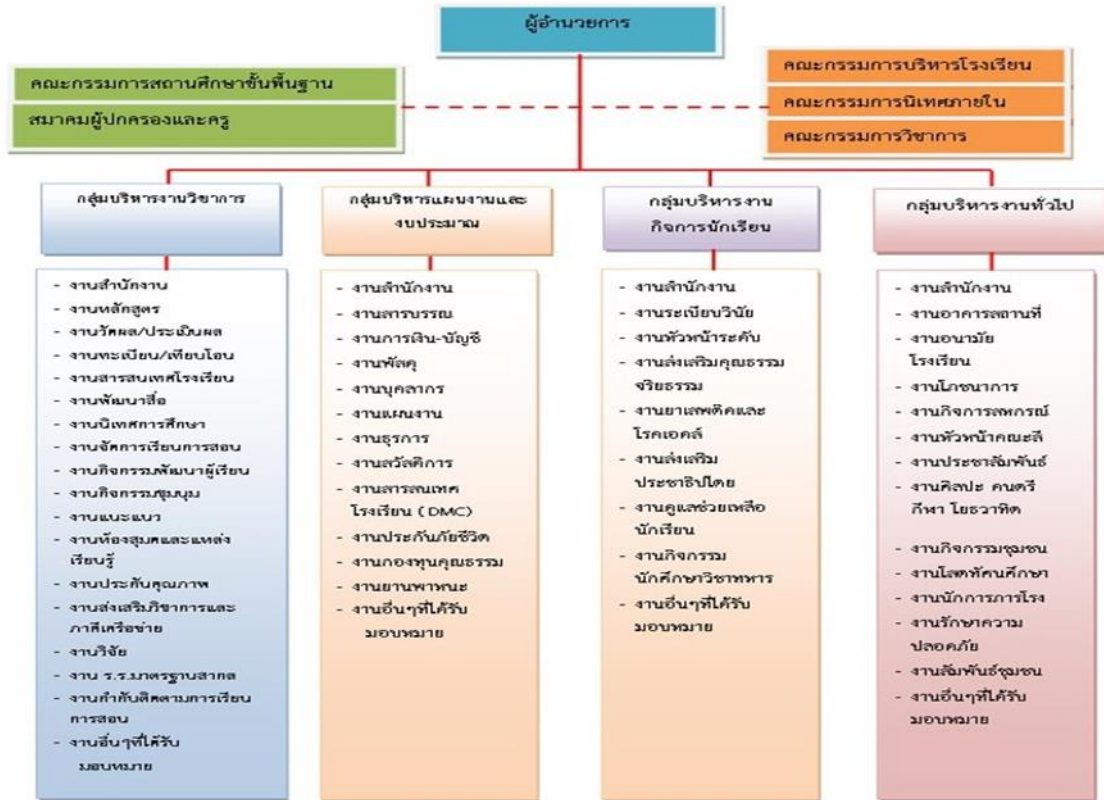 ผู้อำนวยการ
คณะกรรมการสถานศึกษาขั้นพื้นฐาน
สมาคมผู้ปกครองและครู
คณะกรรมการบริหารโรงเรียน
คณะกรรมการนิเทศภายใน
คณะกรรมการวิชาการ
กลุ่มบริหารงานวิชาการ
- งานสำนักงาน
- งานหลักสูตร
- งานวัดผล/ประเมินผล
- งานทะเบียน/เทียบโอน
- งานสารสนเทศโรงเรียน
- งานพัฒนาสื่อ
- งานนิเทศการศึกษา
- งานจัดการเรียนการสอน
- งานกิจกรรมพัฒนาผู้เรียน
- งานกิจกรรมชุมนุม
- งานแนะแนว
- งานห้องสมุดและแหล่ง
เรียนรู้
- งานประกันคุณภาพ
- งานส่งเสริมวิชาการและ
ภาคีเครือข่าย
- งานวิจัย
- งาน ร.ร.มาตรฐานสากล
- งานกำกับติดตามการเรียน
การสอน
- งานอื่นๆที่ได้รับ
มอบหมาย
กลุ่มบริหารแผนงานและ
งบประมาณ
- งานสำนักงาน
- งานสารบรรณ
- งานการเงิน-บัญชี
- งานพัสดุ
- งานบุคลากร
- งานแผนงาน
- งานธุรการ
- งานสวัสดิการ
- งานสารสนเทศ
โรงเรียน (DMC)
- งานประกันภัยชีวิต
- งานกองทุนคุณธรรม
- งานยานพาหนะ
- งานอื่นๆที่ได้รับ
มอบหมาย
กลุ่มบริหารงาน
กิจการนักเรียน
- งานสำนักงาน
- งานระเบียบวินัย
- งานหัวหน้าระดับ
- งานส่งเสริมคุณธรรม
จริยธรรม
- งานยาเสพติดและ
โรคเอดส์
- งานส่งเสริม
ประชาธิปไตย
- งานดูแลช่วยเหลือ
นักเรียน
- งานกิจกรรม
นักศึกษาวิชาทหาร
- งานอื่นๆที่ได้รับ
มอบหมาย
กลุ่มบริหารงานทั่วไป
- งานสำนักงาน
- งานอาคารสถานที่
- งานอนามัย
โรงเรียน
- งานโภชนาการ
- งานกิจการสหกรณ์
- งานหัวหน้าคณะสี
- งานประชาสัมพันธ์
- งานศิลปะ ดนตรี
กีฬา โยธวาทิต
- งานกิจกรรมชุมชน
- งานโสตทัศนศึกษา
- งานนักการภารโรง
- งานรักษาความ
ปลอดภัย
- งานสัมพันธ์ชุมชน
- งานอื่นๆที่ได้รับ
มอบหมาย